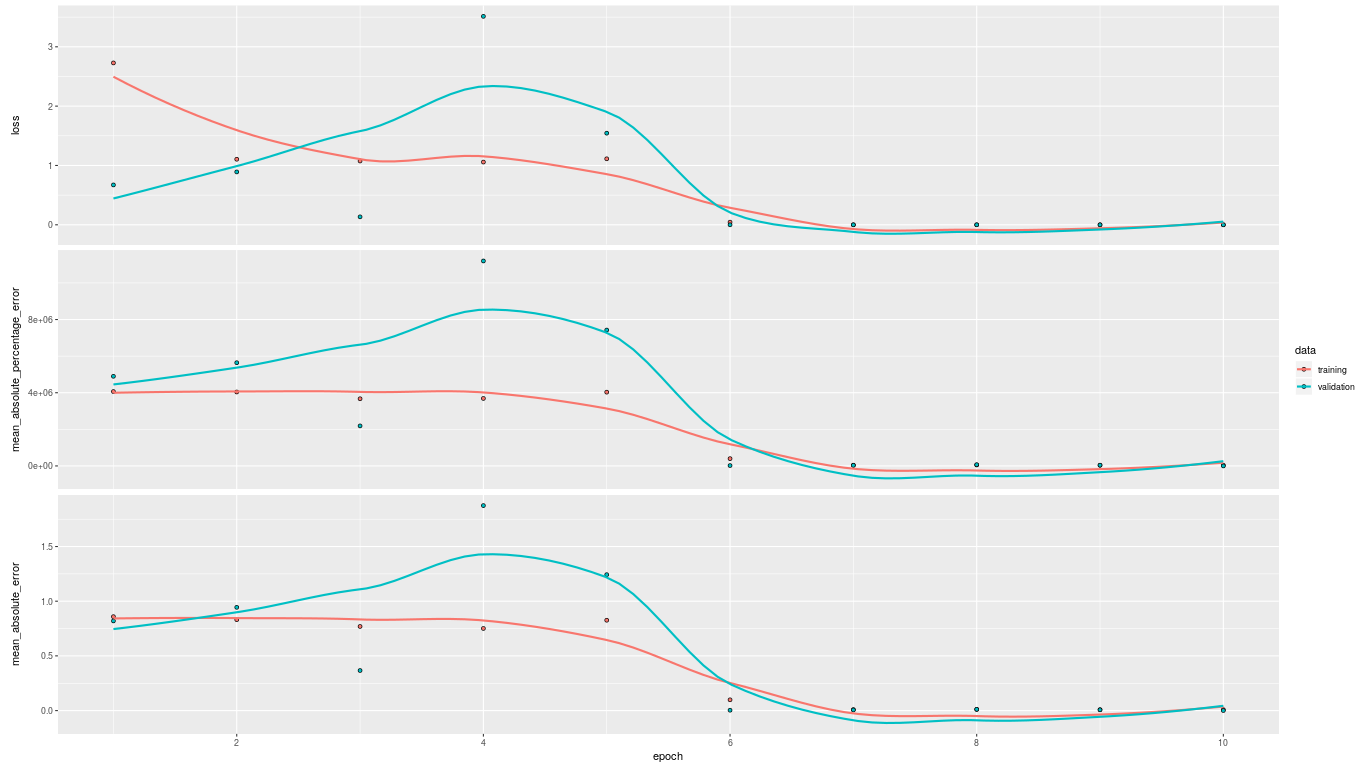 loss
3
2
1
0
mean_absolute_percentage_error
8e+06
4e+06
0e+00
mean_absolute_error
1.5
1.0
0.5
0.0
2
4
6
8
10
epoch
data
training
validation